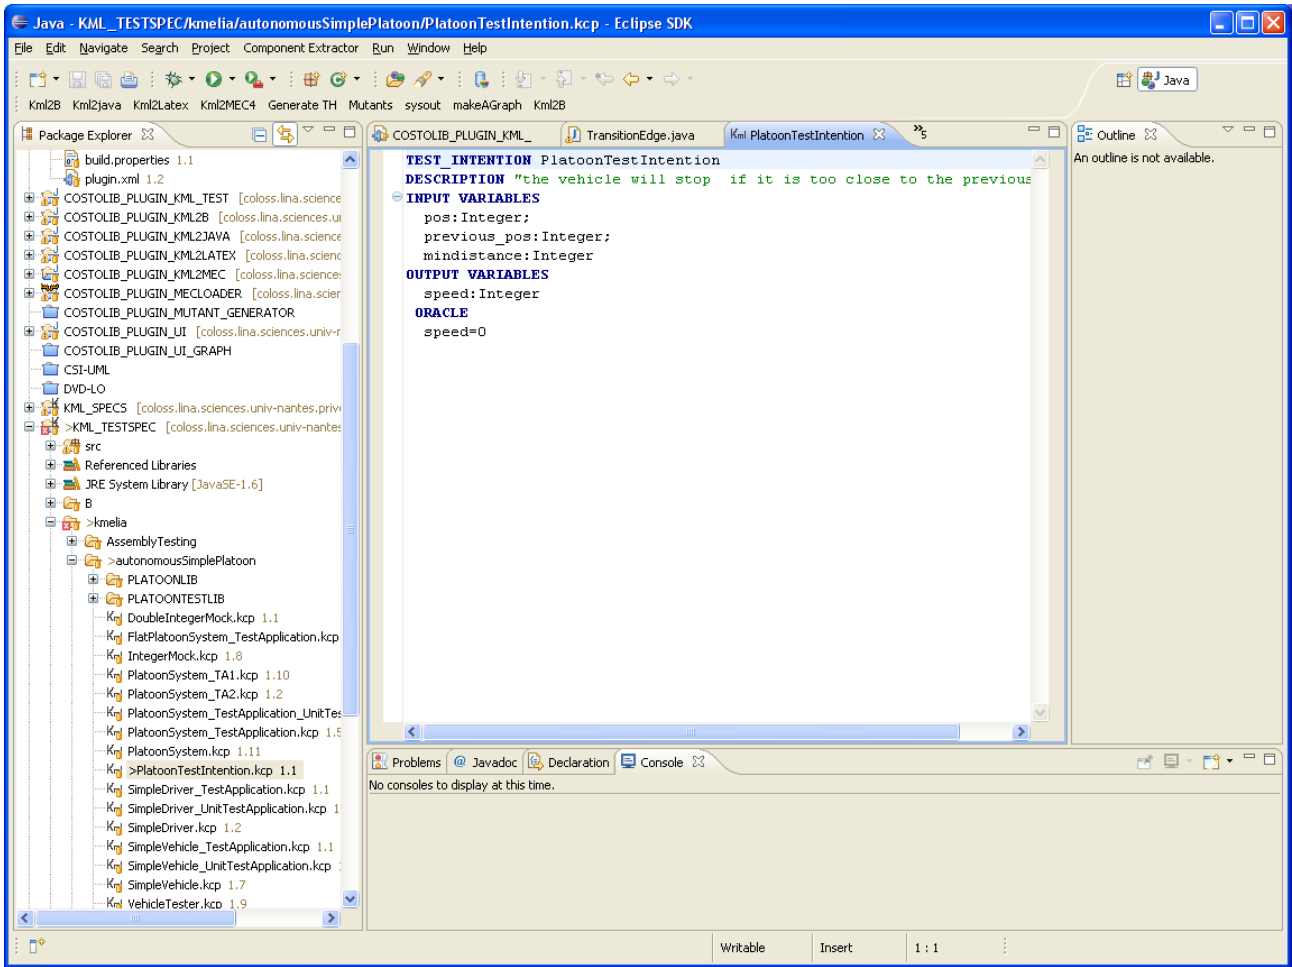 Java - KML_TESTSPEC/kmelia/autonomousSimplePlatoon/PlatoonTestIntention.kcp - Eclipse SDK
File Edit Navigate Search Project Component Extractor Run Window Help
Java
Kml2B Kml2java Kml2Latex Kml2MEC4 Generate TH Mutants sysout makeAGraph Kml2B
Package Explorer
build.properties 1.1
plugin.xml 1.2
COSTOLIB_PLUGIN_KML_TEST [coloss.lina.science
COSTOLIB_PLUGIN_KML2B [coloss.lina.sciences.u
COSTOLIB_PLUGIN_KML2JAVA [coloss.lina.science
COSTOLIB_PLUGIN_KML2LATEX [coloss.lina.scienc
COSTOLIB_PLUGIN_KML2MEC [coloss.lina.science
COSTOLIB_PLUGIN_MECLOADER [coloss.lina.scier
COSTOLIB_PLUGIN_MUTANT_GENERATOR
COSTOLIB_PLUGIN_UI [coloss.lina.sciences.univ-r
COSTOLIB_PLUGIN_UI_GRAPH
CSI-UML
DVD-LO
KML_SPECS [coloss.lina.sciences.univ-nantes.priv
>KML_TESTSPEC [coloss.lina.sciences.univ-nantes
src
Referenced Libraries
JRE System Library [JavaSE-1.6]
B
>kmelia
AssemblyTesting
>autonomousSimplePlatoon
PLATOONLIB
PLATOONTESTLIB
DoubleIntegerMock.kcp 1.1
FlatPlatoonSystem_TestApplication.kcp
IntegerMock.kcp 1.8
PlatoonSystem_TA1.kcp 1.10
PlatoonSystem_TA2.kcp 1.2
PlatoonSystem_TestApplication_UnitTes
PlatoonSystem_TestApplication.kcp 1.5
PlatoonSystem.kcp 1.11
>PlatoonTestIntention.kcp 1.1
SimpleDriver_TestApplication.kcp 1.1
SimpleDriver_UnitTestApplication.kcp 1
SimpleDriver.kcp 1.2
SimpleVehicle_TestApplication.kcp 1.1
SimpleVehicle_UnitTestApplication.kcp
SimpleVehicle.kcp 1.7
VehicleTester.kcp 1.9
COSTOLIB_PLUGIN_KML_ TransitionEdge.java Kml PlatoonTestIntention »5
TEST_INTENTION PlatoonTestIntention
DESCRIPTION "the vehicle will stop  if it is too close to the previous
INPUT VARIABLES
pos:Integer;
previous_pos:Integer;
mindistance:Integer
OUTPUT VARIABLES
speed:Integer
ORACLE
speed=0
Outline
An outline is not available.
Problems @ Javadoc Declaration Console
No consoles to display at this time.
Writable Insert 1 : 1